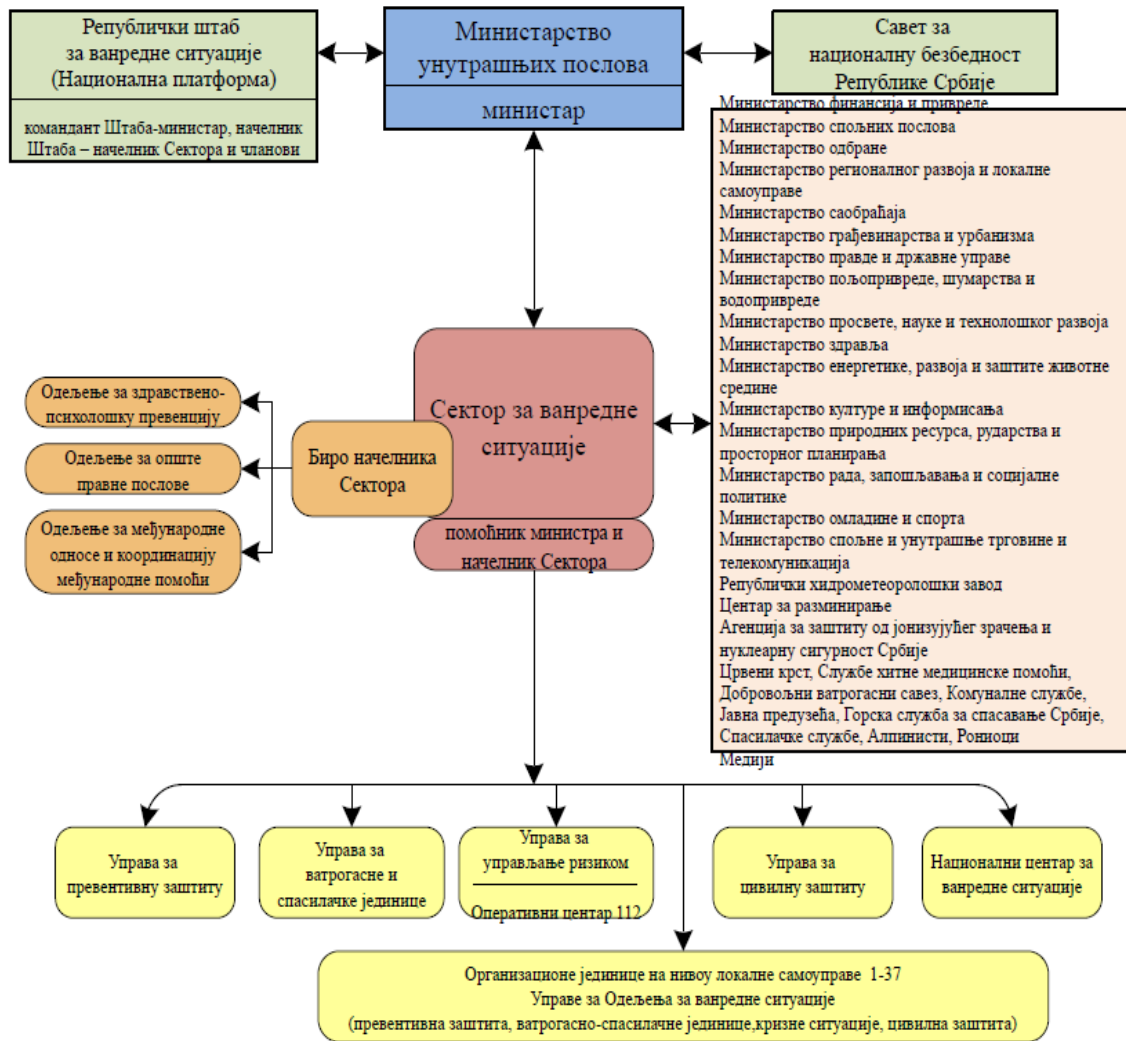 Републички штаб
за ванредне ситуације
(Национална платформа)
командант Штаба-министар, начелник
Штаба – начелник Сектора и чланови
Министарство
унутрашњих послова
министар
Савет за
националну безбедност
Републике Србије
Министарство финансија и привреде
Министарство спољних послова
Министарство одбране
Министарство регионалног развоја и локалне
самоуправе
Министарство саобраћаја
Министарство грађевинарства и урбанизма
Министарство правде и државне управе
Министарство пољопривреде, шумарства и
водопривреде
Министарство просвете, науке и технолошког развоја
Министарство здравља
Министарство енергетике, развоја и заштите животне
средине
Министарство културе и информисања
Министарство природних ресурса, рударства и
просторног планирања
Министарство рада, запошљавања и социјалне
политике
Министарство омладине и спорта
Министарство спољне и унутрашње трговине и
телекомуникација
Републички хидрометеоролошки завод
Центар за разминирање
Агенција за заштиту од јонизујућег зрачења и
нуклеарну сигурност Србије
Црвени крст, Службе хитне медицинске помоћи,
Добровољни ватрогасни савез, Комуналне службе,
Јавна предузећа, Горска служба за спасавање Србије,
Спасилачке службе, Алпинисти, Рониоци
Медији
Сектор за ванредне
ситуације
помоћник министра и
начелник Сектора
Биро начелника
Сектора
Одељење за здравствено-
психолошку превенцију
Одељење за опште
правне послове
Одељење за међународне
односе и координацију
међународне помоћи
Управа за
превентивну заштиту
Управа за
ватрогасне и
спасилачке јединице
Управа за
управљање ризиком
Оперативни центар 112
Управа за
цивилну заштиту
Национални центар за
ванредне ситуације
Организационе јединице на нивоу локалне самоуправе 1-37
Управе за Одељења за ванредне ситуације
(превентивна заштита, ватрогасно-спасилачне јединице,кризне ситуације, цивилна заштита)